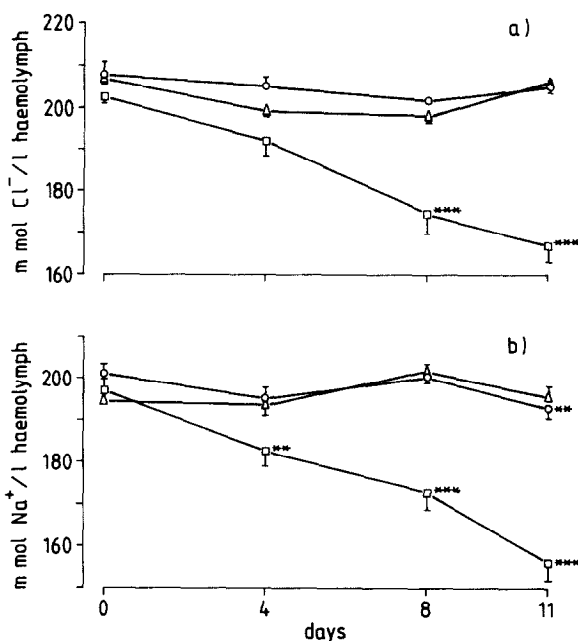 a)
220
200
180
160
m mol Cl⁻/l haemolymph
***
***
b)
200
180
160
m mol Na⁺/l haemolymph
**
**
***
***
0 4 8 11
days